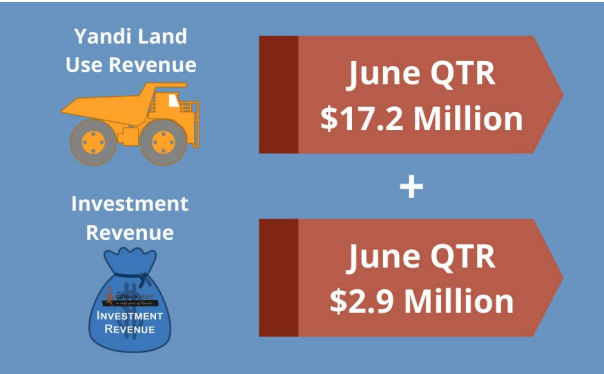 Yandi Land
Use Revenue
June QTR
$17.2 Million
+
Investment
Revenue
June QTR
$2.9 Million
INVESTMENT
REVENUE